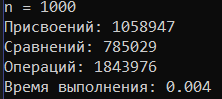 n = 1000
Присвоений: 1058947
Сравнений: 785029
Операций: 1843976
Время выполнения: 0.004